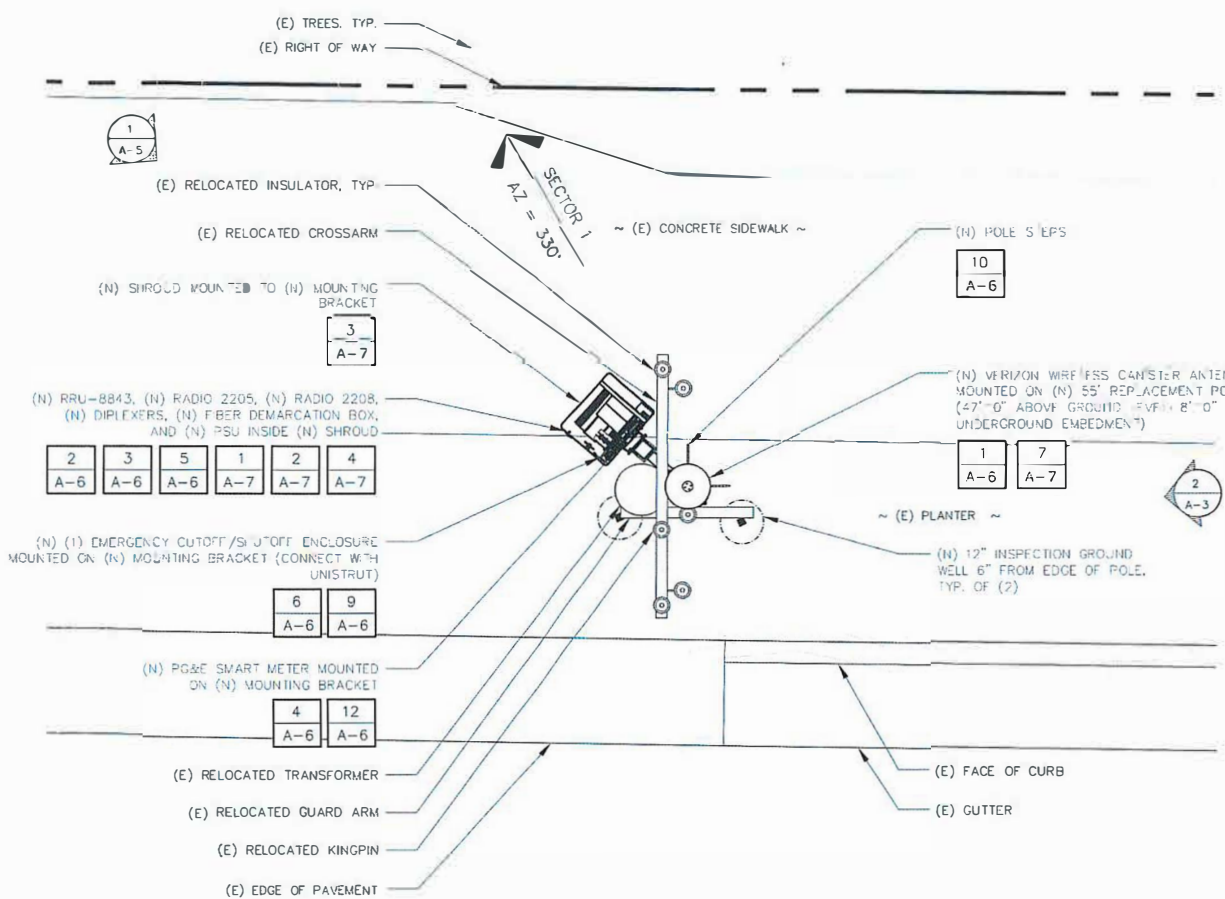 (E) TREES, TYP.
(E) RIGHT OF WAY
1
A-5
SECTOR 1
AZ = 330°
(E) RELOCATED INSULATOR, TYP
~ (E) CONCRETE SIDEWALK ~
(E) RELOCATED CROSSARM
(N) POLE STEPS
10
A-6
(N) SHROUD MOUNTED TO (N) MOUNTING
BRACKET
3
A-7
(N) VERIZON WIRELESS CANISTER ANTEN
MOUNTED ON (N) 55' REPLACEMENT PO
(47'-0" ABOVE GROUND LEVEL, 8'-0"
UNDERGROUND EMBEDMENT)
1 7
A-6 A-7
(N) RRU-8843, (N) RADIO 2205, (N) RADIO 2208,
(N) DIPLEXERS, (N) FIBER DEMARCATION BOX,
AND (N) PSU INSIDE (N) SHROUD
2 3 5 1 2 4
A-6 A-6 A-6 A-7 A-7 A-7
2
A-3
~ (E) PLANTER ~
(N) (1) EMERGENCY CUTOFF/SHUTOFF ENCLOSURE
MOUNTED ON (N) MOUNTING BRACKET (CONNECT WITH
UNISTRUT)
6 9
A-6 A-6
(N) 12" INSPECTION GROUND
WELL 6" FROM EDGE OF POLE,
TYP. OF (2)
(N) PG&E SMART METER MOUNTED
ON (N) MOUNTING BRACKET
4 12
A-6 A-6
(E) RELOCATED TRANSFORMER
(E) FACE OF CURB
(E) RELOCATED GUARD ARM
(E) GUTTER
(E) RELOCATED KINGPIN
(E) EDGE OF PAVEMENT